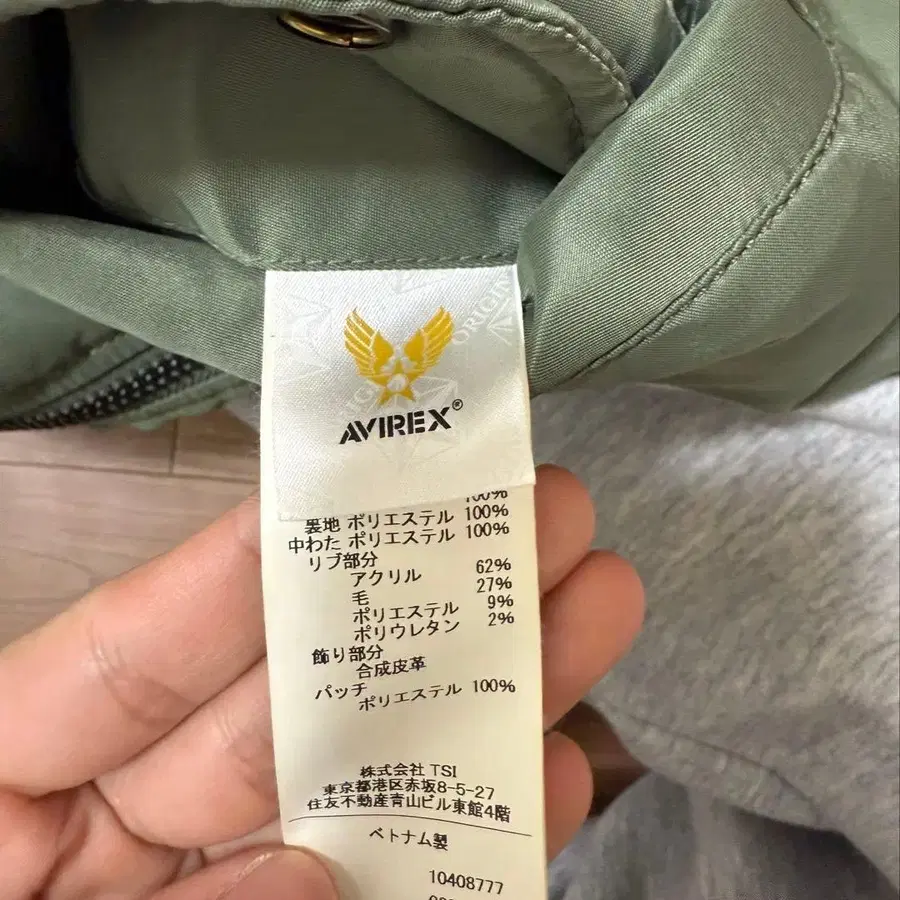 ORIGIN
AVIREX®
100%
裏地 ポリエステル 100%
中わた ポリエステル 100%
リブ部分
アクリル 62%
毛 27%
ポリエステル 9%
ポリウレタン 2%
飾り部分
合成皮革
パッチ
ポリエステル 100%
株式会社 TSI
東京都港区赤坂8-5-27
住友不動産青山ビル東館4階
ベトナム製
10408777